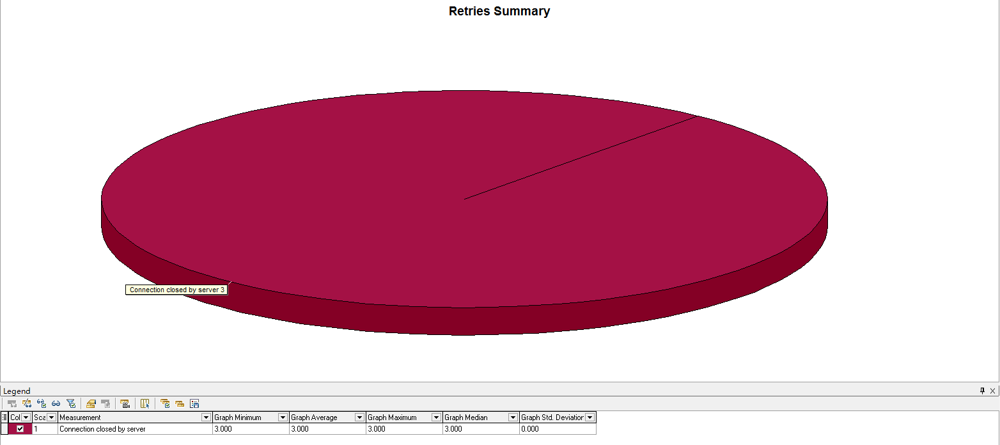 Retries Summary
Connection closed by server 3
Legend
Col Sca Measurement Graph Minimum Graph Average Graph Maximum Graph Median Graph Std. Deviation
1 Connection closed by server 3.000 3.000 3.000 3.000 0.000